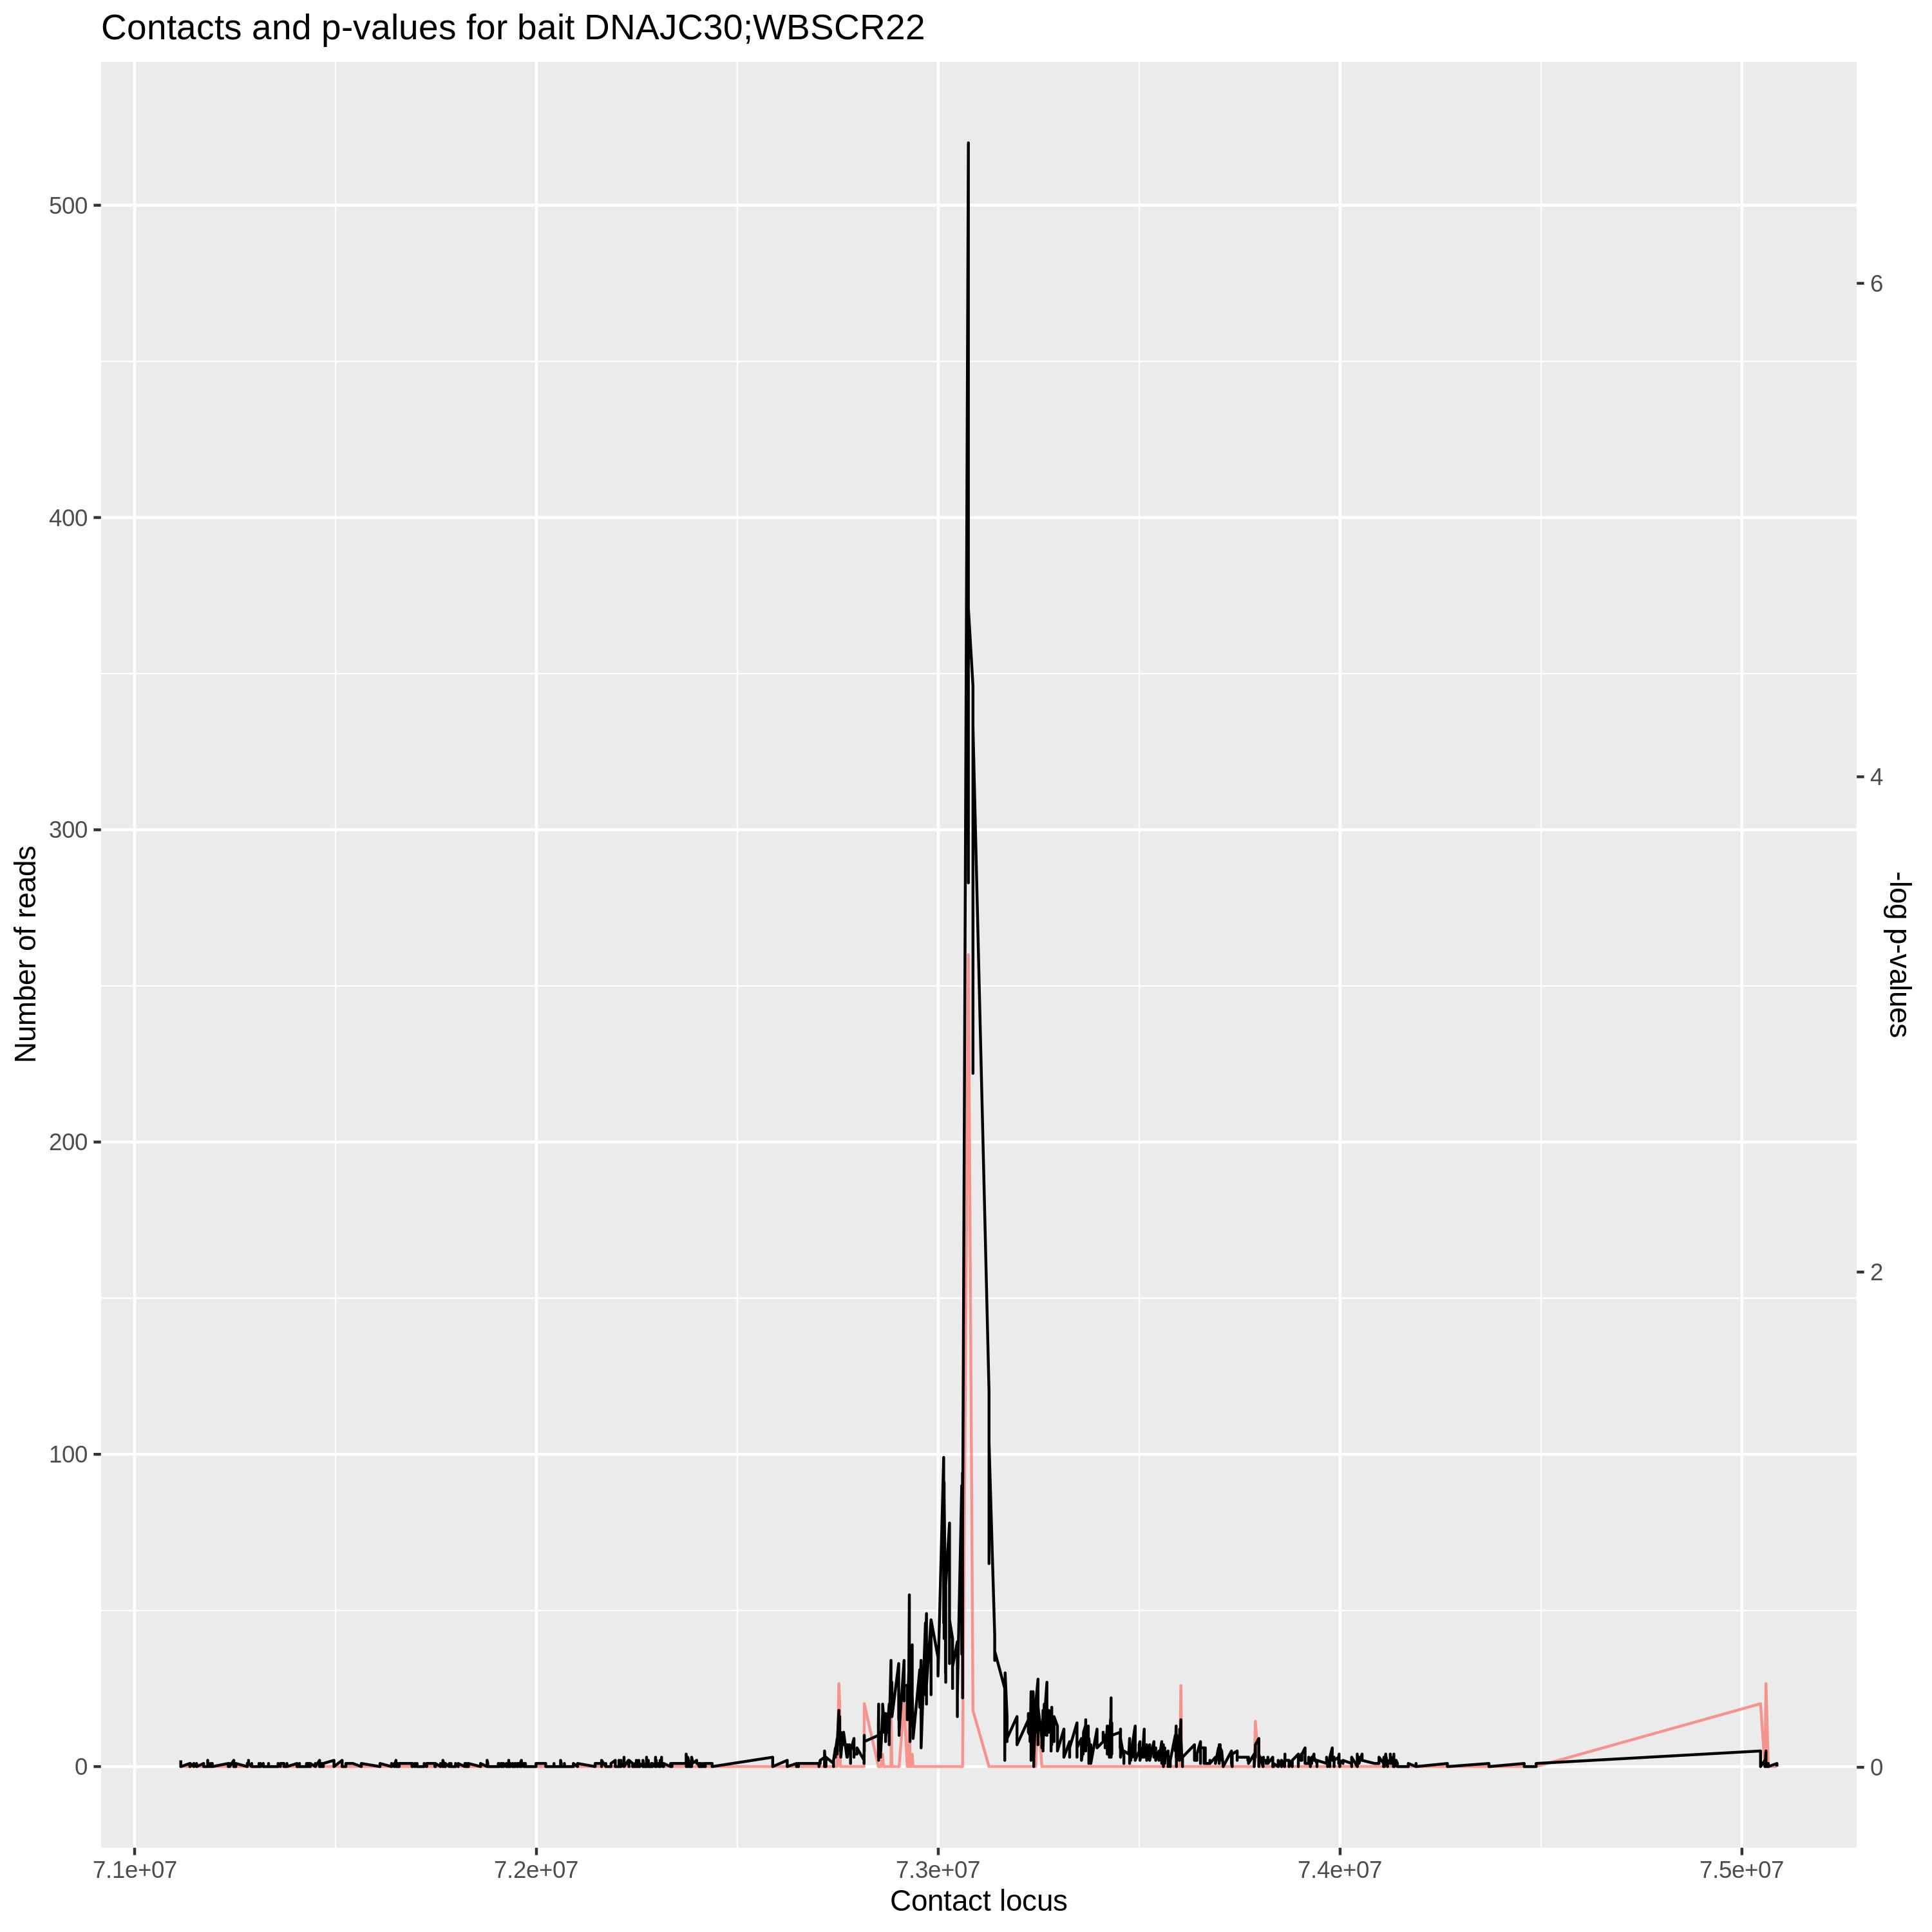 Contacts and p-values for bait DNAJC30;WBSCR22
500
400
300
200
100
0
Number of reads
6
4
2
0
-log p-values
7.1e+07
7.2e+07
7.3e+07
7.4e+07
7.5e+07
Contact locus